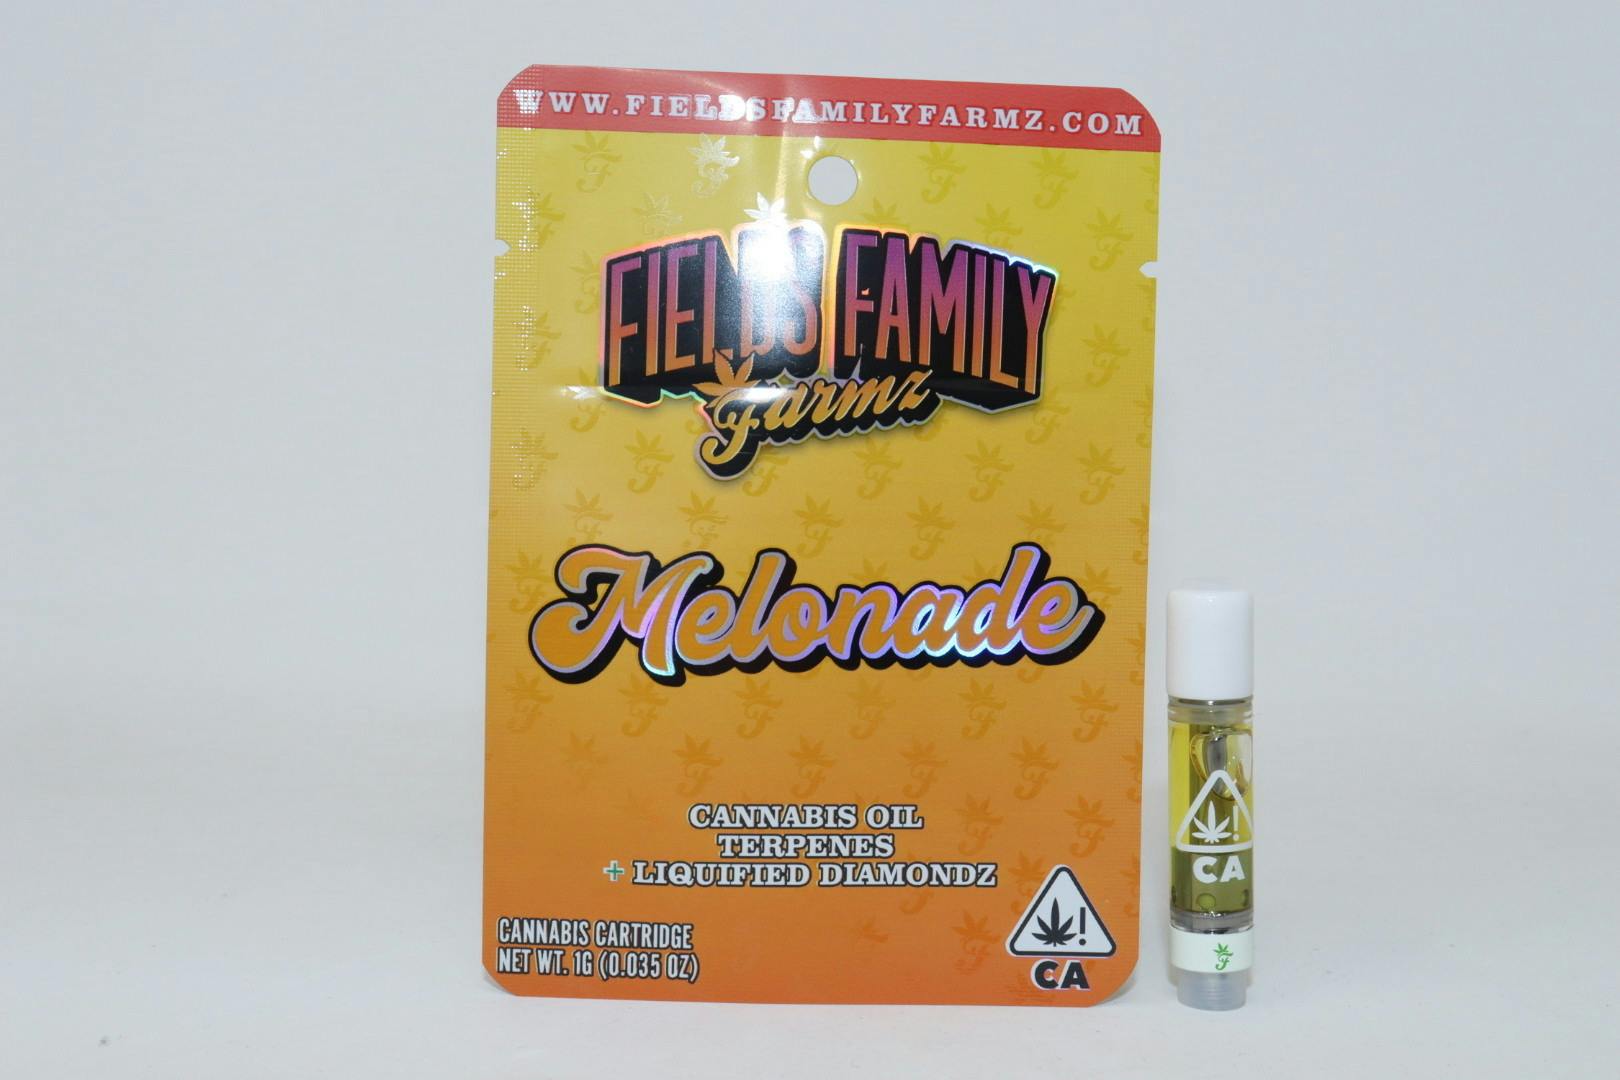 WWW.FIELDSFAMILYFARMZ.COM
FIELDS FAMILY
Farmz
Melonade
CANNABIS OIL
TERPENES
+ LIQUIFIED DIAMONDZ
CANNABIS CARTRIDGE
NET WT. 1G (0.035 OZ)
!
CA
!
CA
F